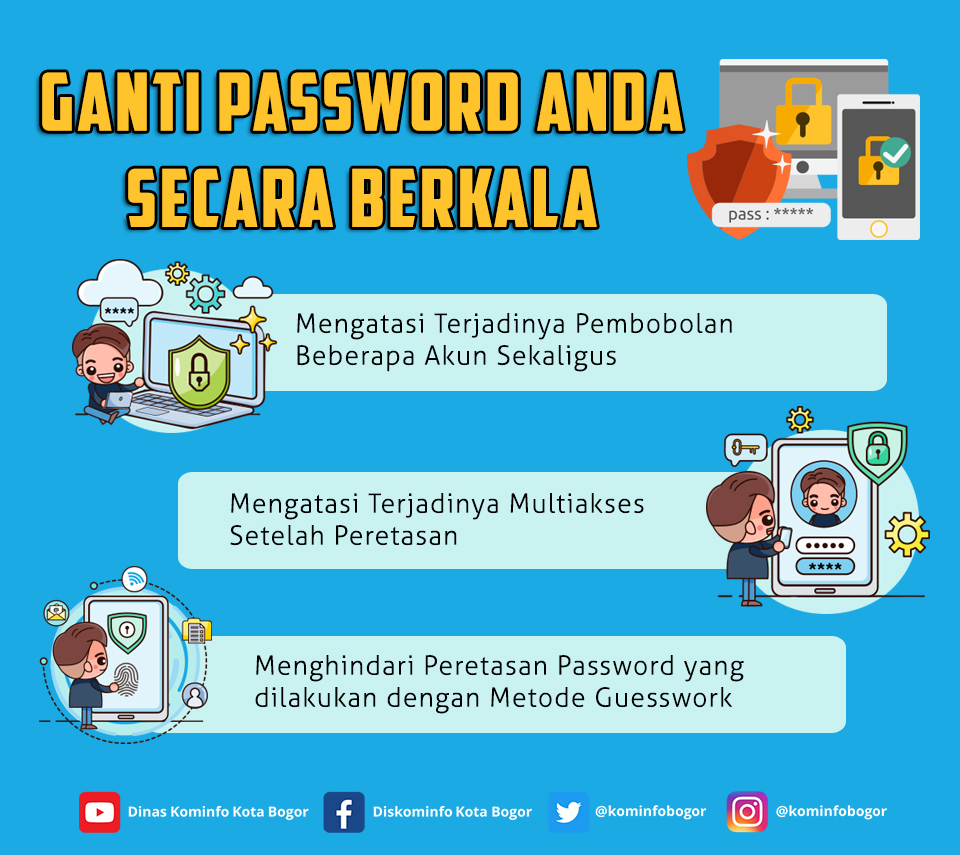 GANTI PASSWORD ANDA
SECARA BERKALA
pass : *****
****
Mengatasi Terjadinya Pembobolan
Beberapa Akun Sekaligus
Mengatasi Terjadinya Multiakses
Setelah Peretasan
****
Menghindari Peretasan Password yang
dilakukan dengan Metode Guesswork
Dinas Kominfo Kota Bogor
Diskominfo Kota Bogor
@kominfobogor
@kominfobogor